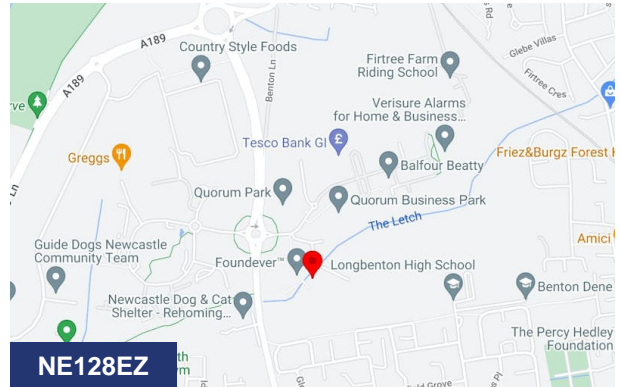 A189
Country Style Foods
Glebe Villas
Benton Ln
Firtree Farm
Riding School
Firtree Cres
A189
Verisure Alarms
for Home & Business...
Tesco Bank Gl
Greggs
Balfour Beatty
Friez&Burgz Forest
Quorum Park
Quorum Business Park
The Letch
Amici
Guide Dogs Newcastle
Community Team
Foundever™
Longbenton High School
Benton Dene
Newcastle Dog & Cat
Shelter - Rehoming...
The Percy Hedley
Foundation
NE128EZ